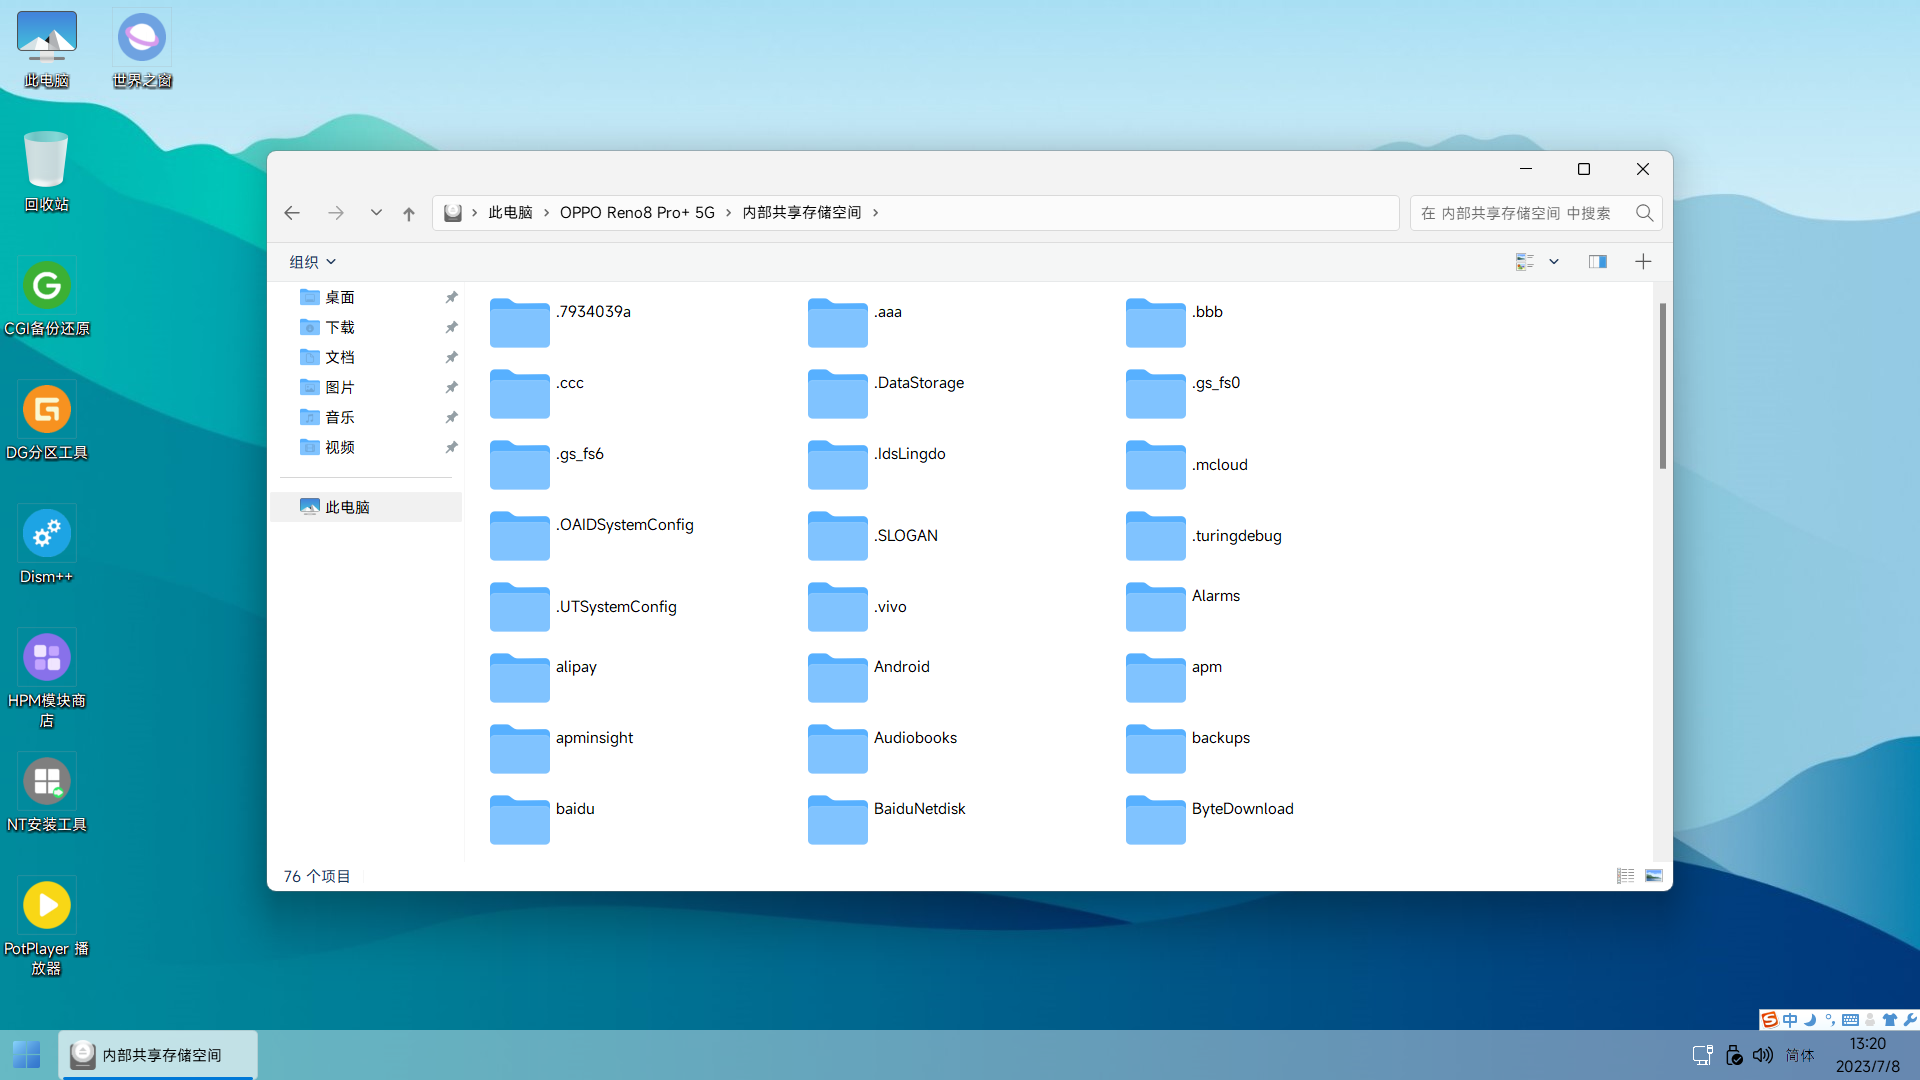 此电脑
世界之窗
回收站
CGI备份还原
DG分区工具
Dism++
HPM模块商
店
NT安装工具
PotPlayer 播
放器
此电脑 OPPO Reno8 Pro+ 5G 内部共享存储空间
在 内部共享存储空间 中搜索
组织
桌面
下载
文档
图片
音乐
视频
此电脑
.7934039a
.aaa
.bbb
.ccc
.DataStorage
.gs_fs0
.gs_fs6
.IdsLingdo
.mcloud
.OAIDSystemConfig
.SLOGAN
.turingdebug
.UTSystemConfig
.vivo
Alarms
alipay
Android
apm
apminsight
Audiobooks
backups
baidu
BaiduNetdisk
ByteDownload
76 个项目
中
内部共享存储空间
简体
13:20
2023/7/8